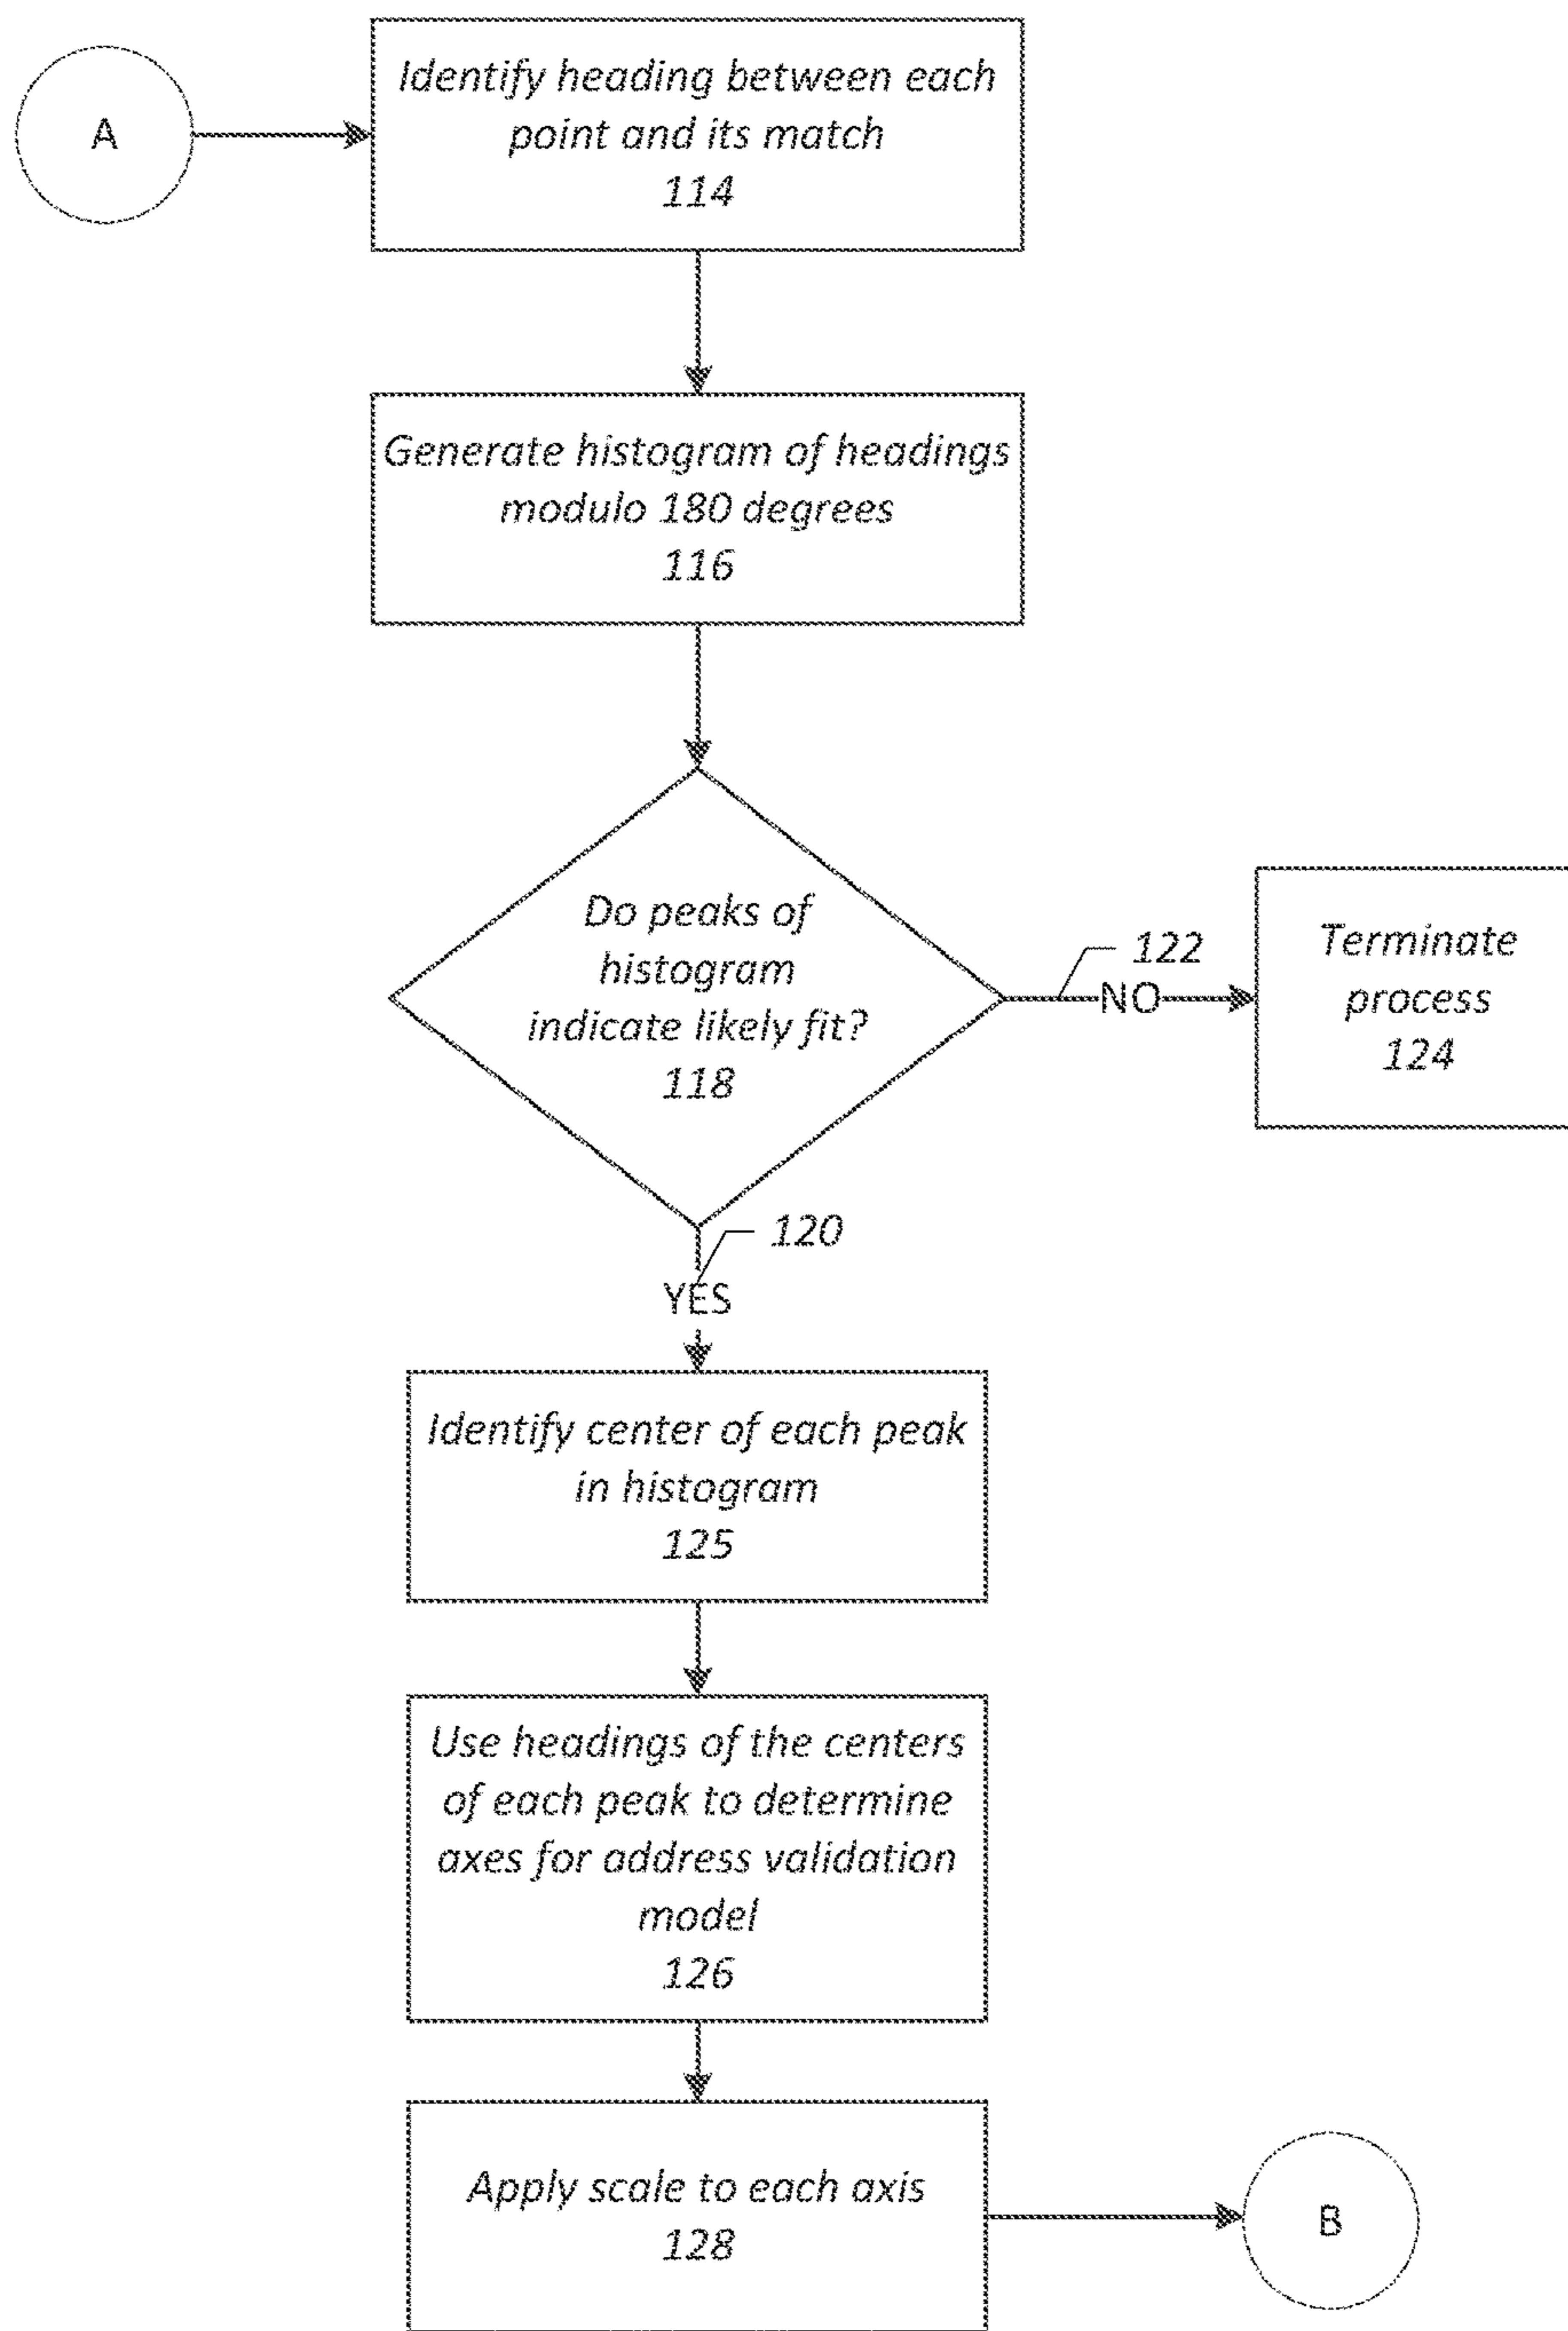 A
Identify heading between each
point and its match
114
Generate histogram of headings
modulo 180 degrees
116
Do peaks of
histogram
indicate likely fit?
118
122
NO
Terminate
process
124
120
YES
Identify center of each peak
in histogram
125
Use headings of the centers
of each peak to determine
axes for address validation
model
126
Apply scale to each axis
128
B